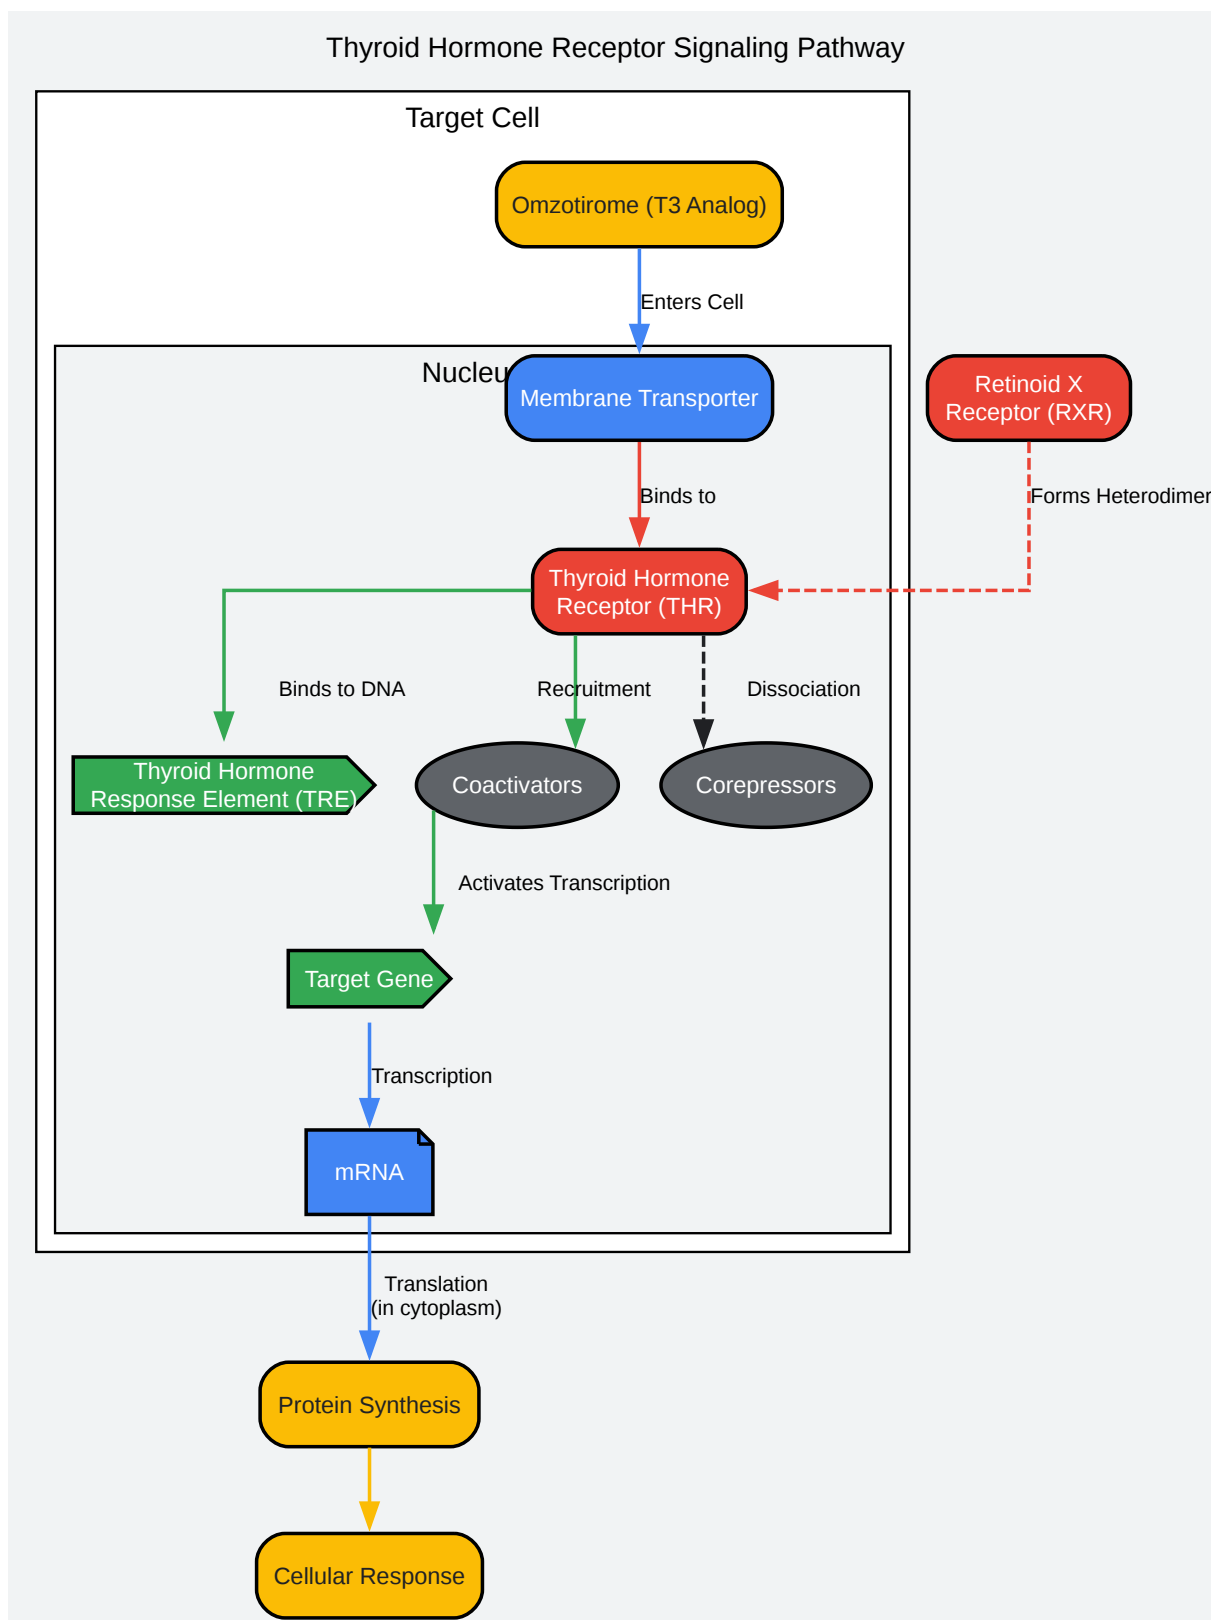 Thyroid Hormone Receptor Signaling Pathway
Target Cell
Omzotirome (T3 Analog)
Enters Cell
Nucleu
Membrane Transporter
Retinoid X
Receptor (RXR)
Binds to
Forms Heterodimer
Thyroid Hormone
Receptor (THR)
Binds to DNA
Recruitment
Dissociation
Thyroid Hormone
Response Element (TRE)
Coactivators
Corepressors
Activates Transcription
Target Gene
Transcription
mRNA
Translation
(in cytoplasm)
Protein Synthesis
Cellular Response